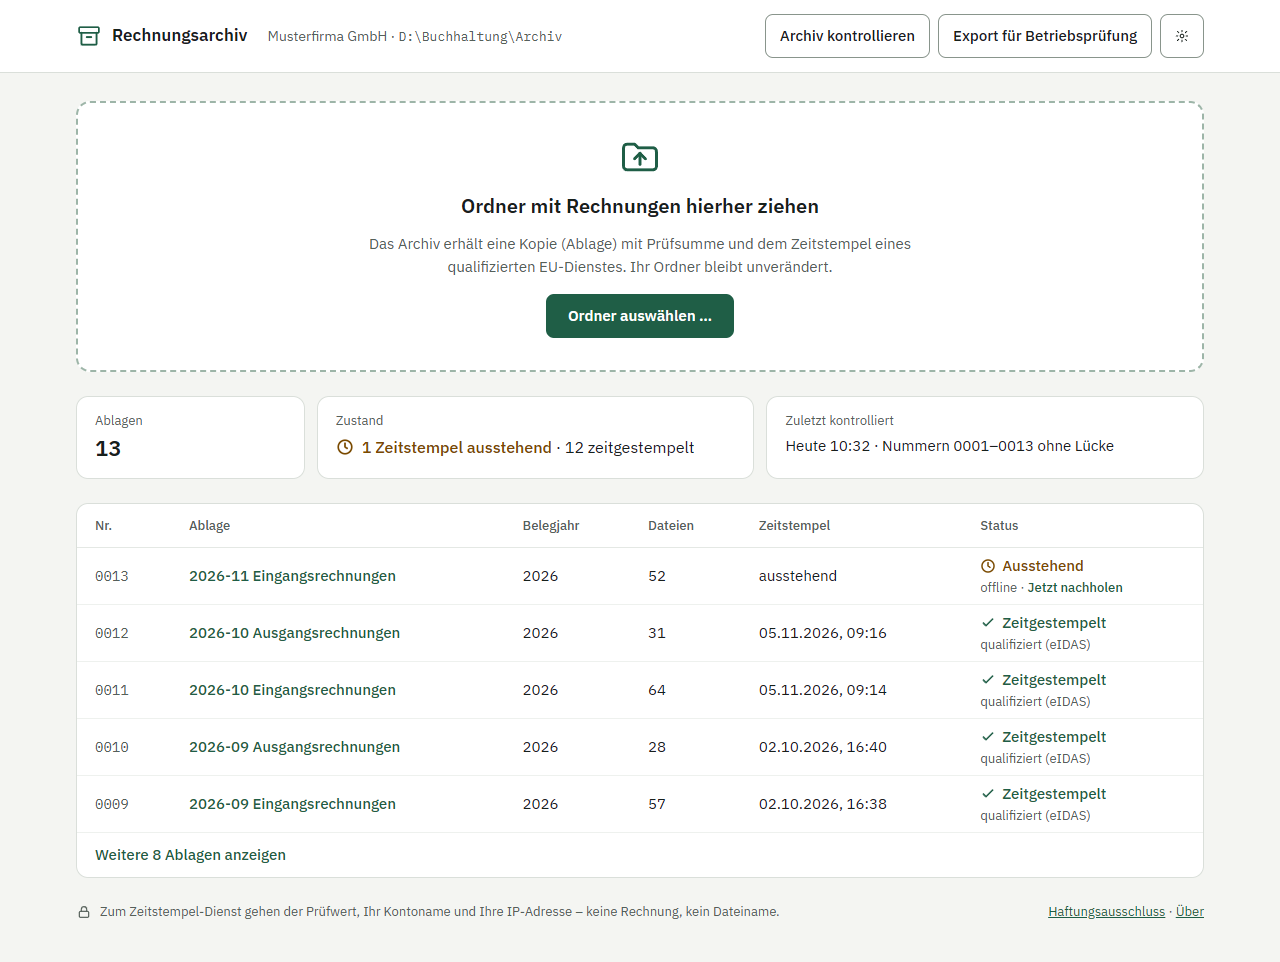 Rechnungsarchiv Musterfirma GmbH · D:\Buchhaltung\Archiv Archiv kontrollieren Export für Betriebsprüfung
Ordner mit Rechnungen hierher ziehen
Das Archiv erhält eine Kopie (Ablage) mit Prüfsumme und dem Zeitstempel eines
qualifizierten EU-Dienstes. Ihr Ordner bleibt unverändert.
Ordner auswählen ...
Ablagen
13
Zustand
1 Zeitstempel ausstehend · 12 zeitgestempelt
Zuletzt kontrolliert
Heute 10:32 · Nummern 0001–0013 ohne Lücke
Nr. Ablage Belegjahr Dateien Zeitstempel Status
0013 2026-11 Eingangsrechnungen 2026 52 ausstehend Ausstehend
offline · Jetzt nachholen
0012 2026-10 Ausgangsrechnungen 2026 31 05.11.2026, 09:16 Zeitgestempelt
qualifiziert (eIDAS)
0011 2026-10 Eingangsrechnungen 2026 64 05.11.2026, 09:14 Zeitgestempelt
qualifiziert (eIDAS)
0010 2026-09 Ausgangsrechnungen 2026 28 02.10.2026, 16:40 Zeitgestempelt
qualifiziert (eIDAS)
0009 2026-09 Eingangsrechnungen 2026 57 02.10.2026, 16:38 Zeitgestempelt
qualifiziert (eIDAS)
Weitere 8 Ablagen anzeigen
Zum Zeitstempel-Dienst gehen der Prüfwert, Ihr Kontoname und Ihre IP-Adresse – keine Rechnung, kein Dateiname. Haftungsausschluss · Über